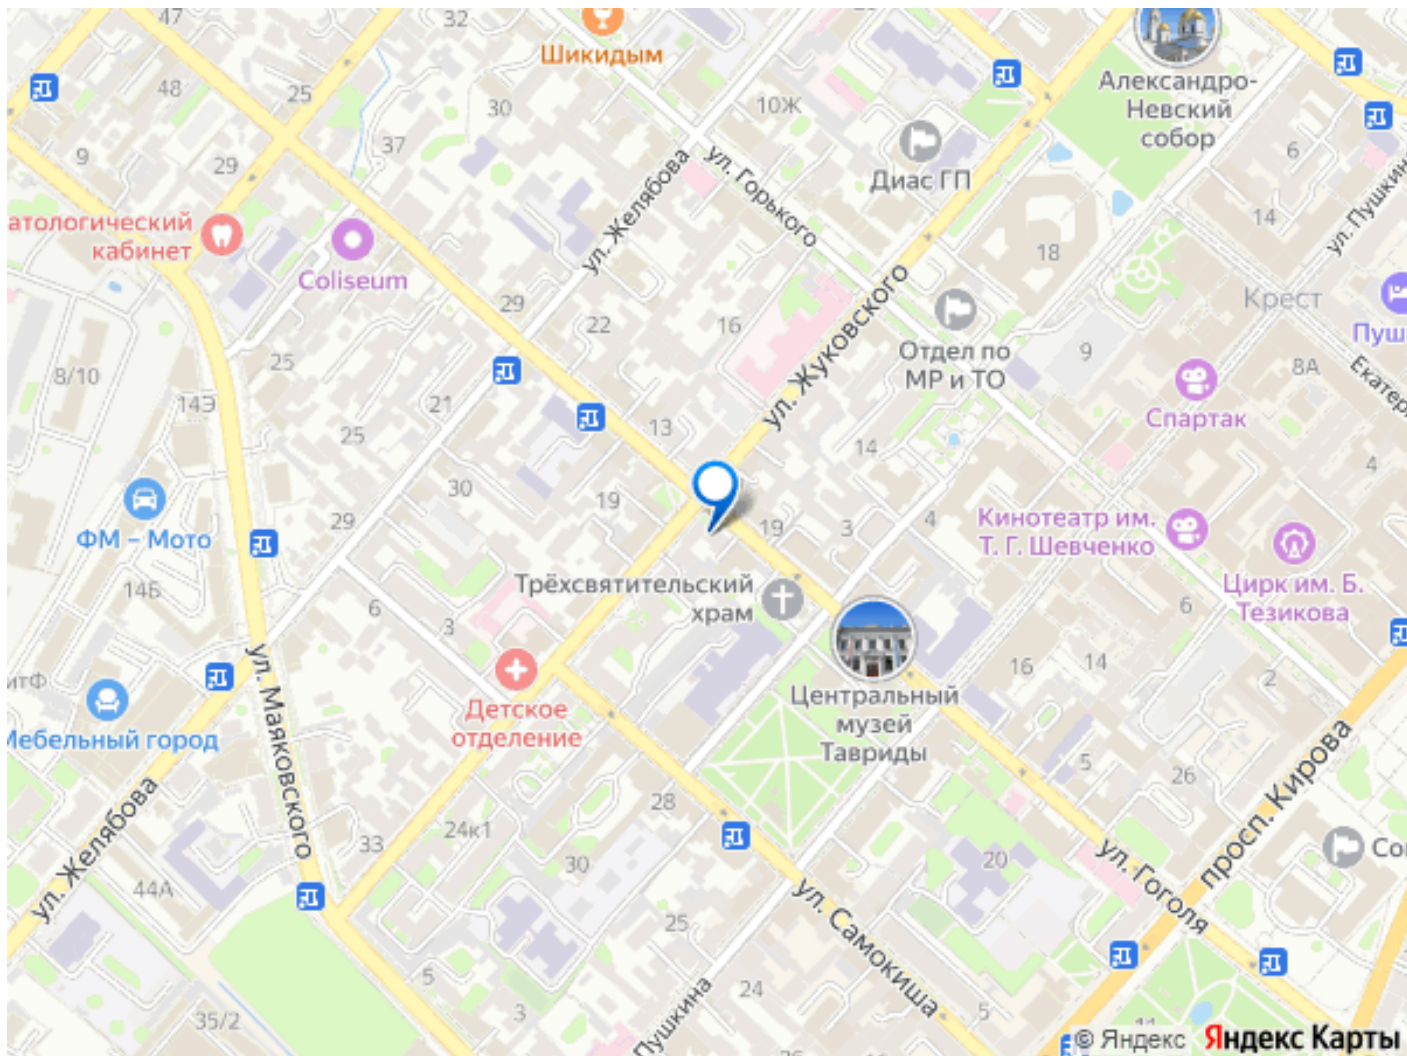 47
32
Шикидым
48
25
30
10Ж
Александро-
Невский
собор
9
29
37
ул. Желябова
ул. Горького
Диас ГП
6
14
ул. Пушкин
атологический
кабинет
Coliseum
18
Крест
29
22
16
ул. Жуковского
Отдел по
МР и ТО
9
Пуш
8/10
25
14Э
21
25
13
14
8А
Екатер
Спартак
4
30
19
29
ФМ – Мото
14Б
19
3
4
Кинотеатр им.
Т. Г. Шевченко
Цирк им. Б.
Тезикова
Трёхсвятительский
храм
6
3
6
16
14
2
итФ
Мебельный город
ул. Маяковского
Детское
отделение
Центральный
музей
Тавриды
5
26
просп. Кирова
ул. Желябова
33
24к1
28
30
20
ул. Гоголя
Со
44А
25
ул. Самокиша
5
3
24
5
Пушкина
35/2
© Яндекс
Яндекс Карты